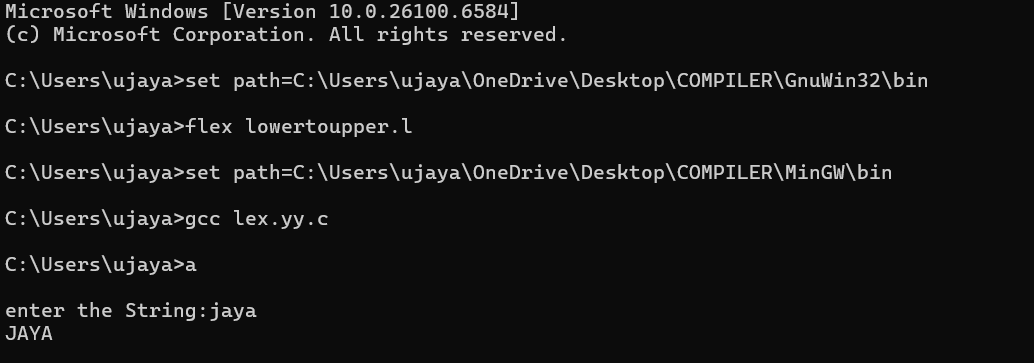 Microsoft Windows [Version 10.0.26100.6584]
(c) Microsoft Corporation. All rights reserved.
C:\Users\ujaya>set path=C:\Users\ujaya\OneDrive\Desktop\COMPILER\GnuWin32\bin
C:\Users\ujaya>flex lowertoupper.l
C:\Users\ujaya>set path=C:\Users\ujaya\OneDrive\Desktop\COMPILER\MinGW\bin
C:\Users\ujaya>gcc lex.yy.c
C:\Users\ujaya>a
enter the String:jaya
JAYA